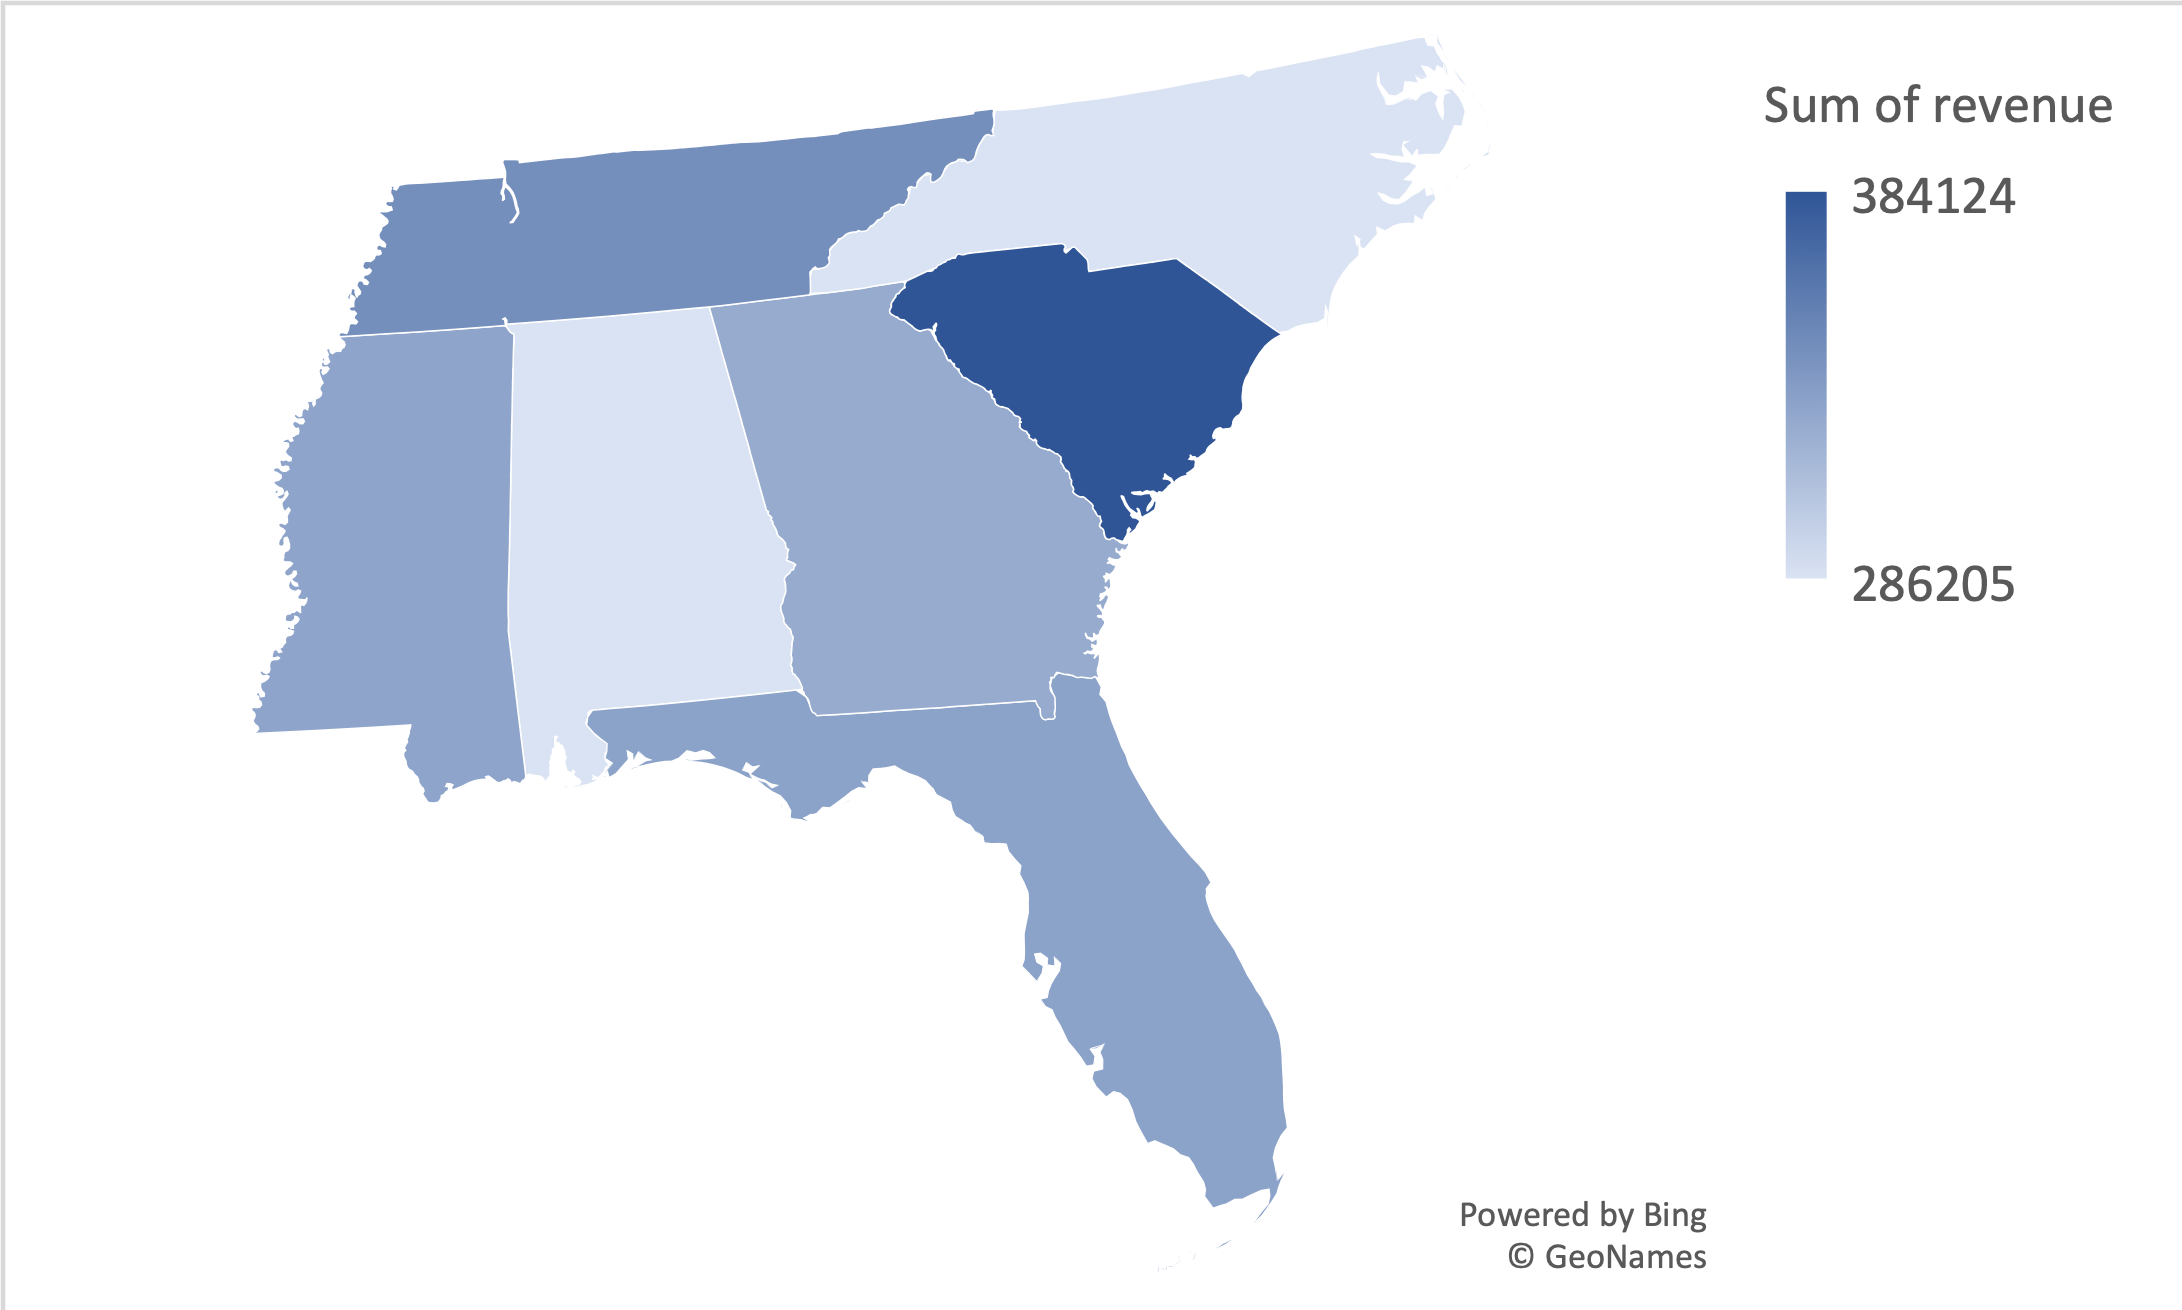 Sum of revenue
384124
286205
Powered by Bing
© GeoNames